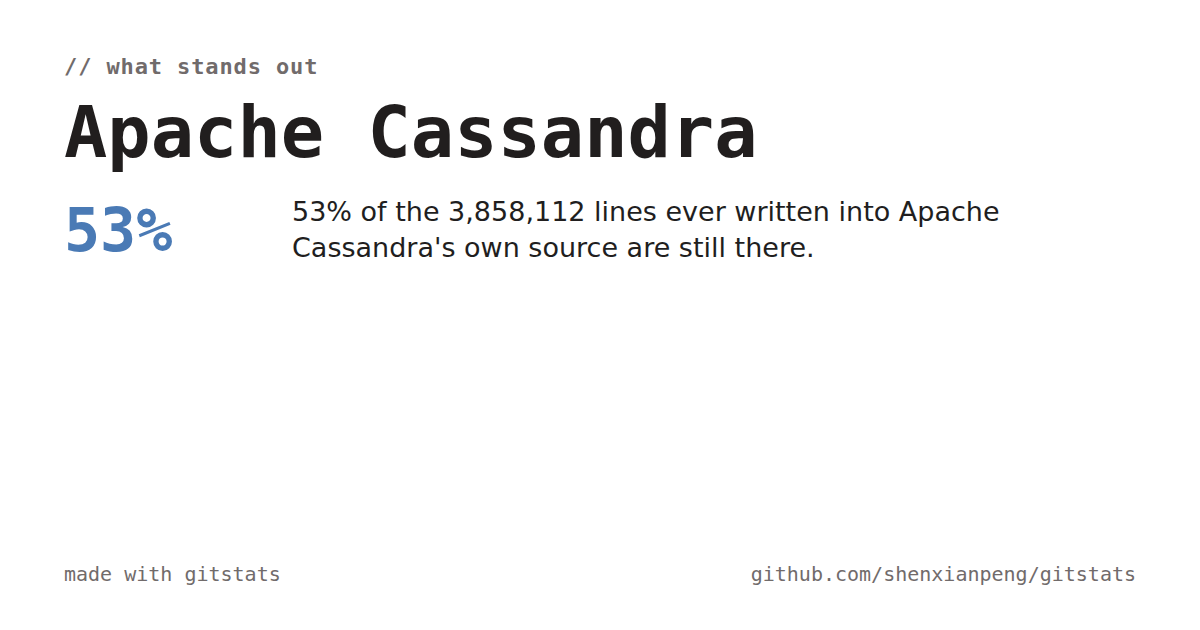 // what stands out
Apache Cassandra
53%
53% of the 3,858,112 lines ever written into Apache
Cassandra's own source are still there.
made with gitstats
github.com/shenxianpeng/gitstats